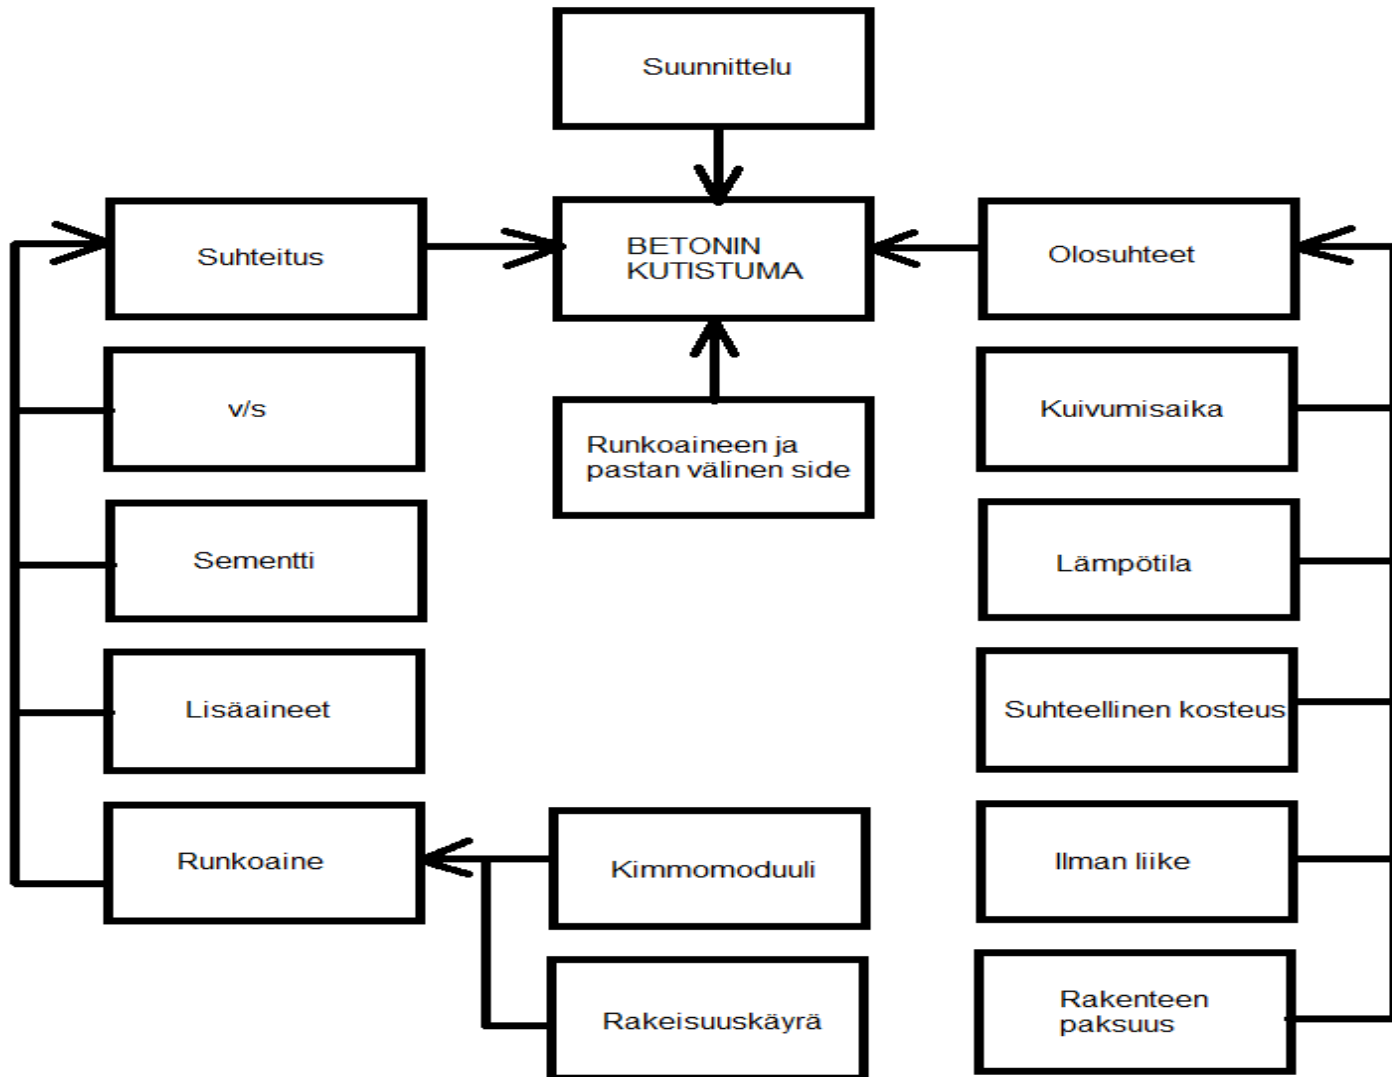 Suunnittelu
Suhteitus
BETONIN
KUTISTUMA
Olosuhteet
v/s
Runkoaineen ja
pastan välinen side
Kuivumisaika
Sementti
Lämpötila
Lisäaineet
Suhteellinen kosteus
Runkoaine
Kimmomoduuli
Ilman liike
Rakeisuuskäyrä
Rakenteen
paksuus